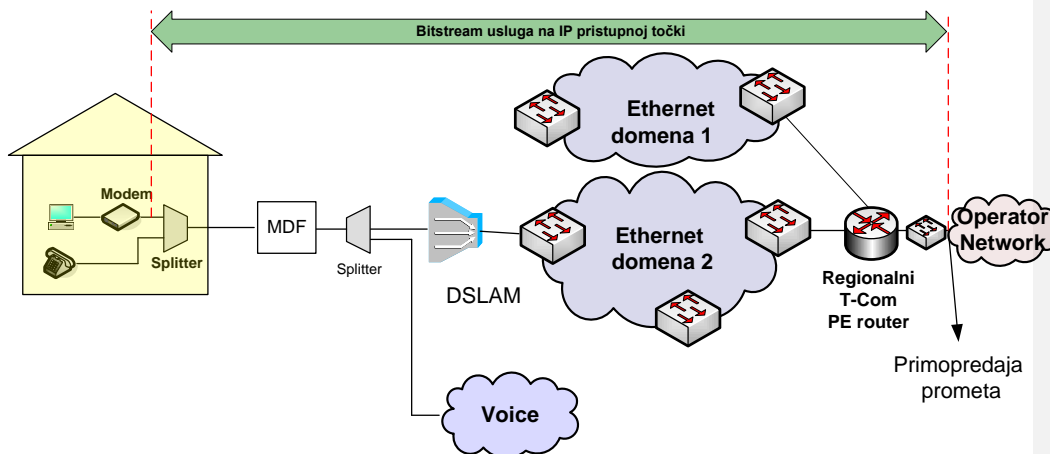 Bitstream usluga na IP pristupnoj točki
Ethernet
domena 1
Modem
MDF
Splitter
Splitter
DSLAM
Ethernet
domena 2
Operator
Network
Regionalni
T-Com
PE router
Primopredaja
prometa
Voice